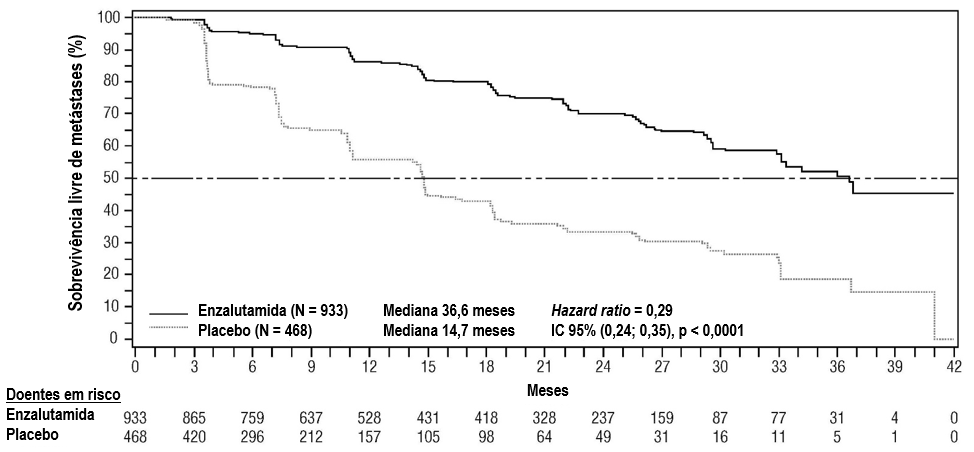 Sobrevivência livre de metástases (%)
100
90
80
70
60
50
40
30
20
10
0
Enzalutamida (N = 933) Mediana 36,6 meses Hazard ratio = 0,29
Placebo (N = 468) Mediana 14,7 meses IC 95% (0,24; 0,35), p < 0,0001
0 3 6 9 12 15 18 21 24 27 30 33 36 39 42
Meses
Doentes em risco
Enzalutamida 933 865 759 637 528 431 418 328 237 159 87 77 31 4 0
Placebo 468 420 296 212 157 105 98 64 49 31 16 11 5 1 0